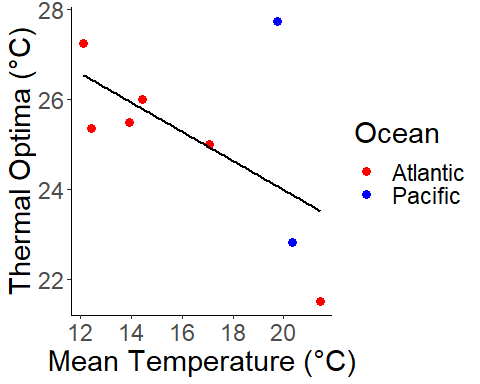 28
26
24
22
Thermal Optima (°C)
12 14 16 18 20
Mean Temperature (°C)
Ocean
Atlantic
Pacific